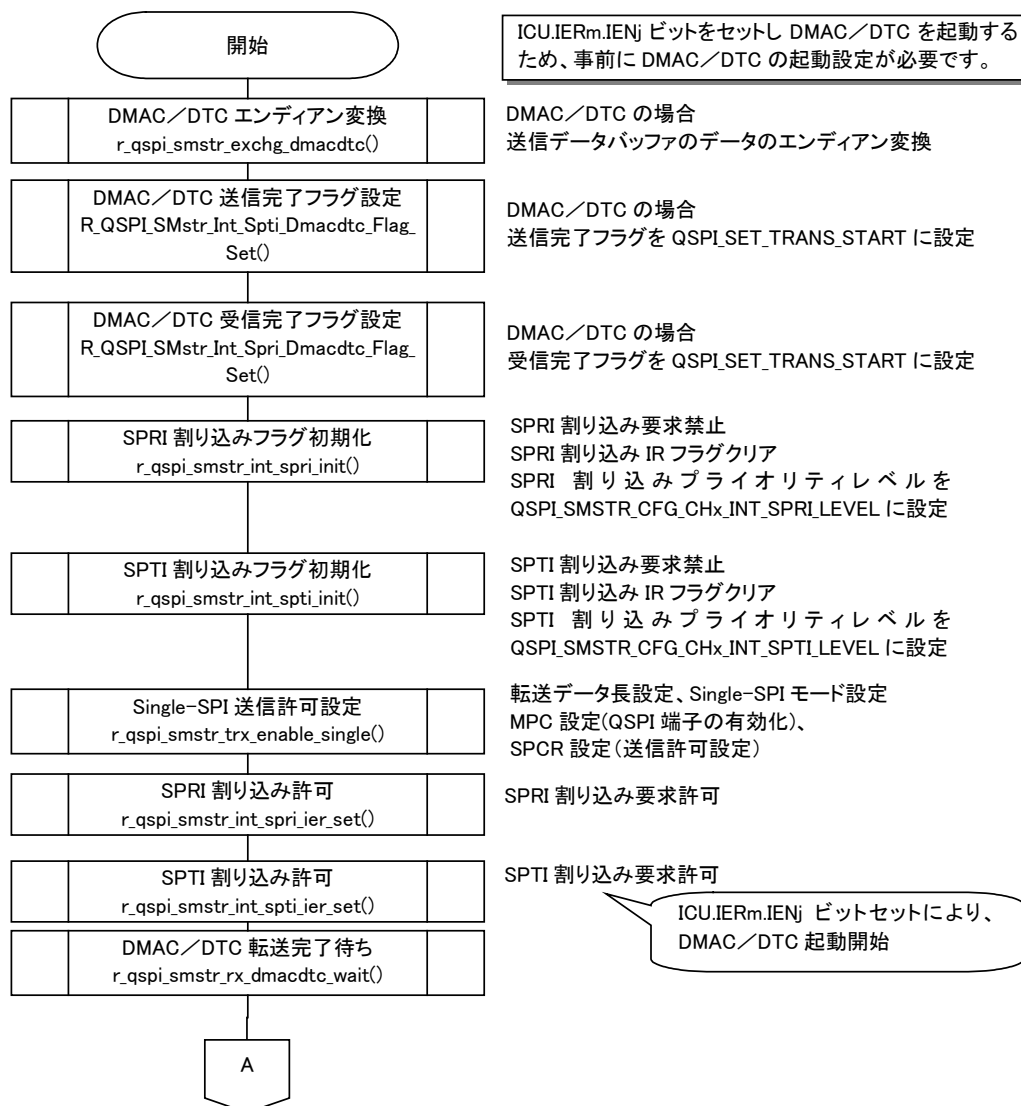 開始
ICU.IERm.IENj ビットをセットし DMAC／DTC を起動する
ため、事前に DMAC／DTC の起動設定が必要です。
DMAC／DTC エンディアン変換
r_qspi_smstr_exchg_dmacdtc()
DMAC／DTC の場合
送信データバッファのデータのエンディアン変換
DMAC／DTC 送信完了フラグ設定
R_QSPI_SMstr_Int_Spti_Dmacdtc_Flag_
Set()
DMAC／DTC の場合
送信完了フラグを QSPI_SET_TRANS_START に設定
DMAC／DTC 受信完了フラグ設定
R_QSPI_SMstr_Int_Spri_Dmacdtc_Flag_
Set()
DMAC／DTC の場合
受信完了フラグを QSPI_SET_TRANS_START に設定
SPRI 割り込みフラグ初期化
r_qspi_smstr_int_spri_init()
SPRI 割り込み要求禁止
SPRI 割り込み IR フラグクリア
SPRI 割り込みプライオリティレベルを
QSPI_SMSTR_CFG_CHx_INT_SPRI_LEVEL に設定
SPTI 割り込みフラグ初期化
r_qspi_smstr_int_spti_init()
SPTI 割り込み要求禁止
SPTI 割り込み IR フラグクリア
SPTI 割り込みプライオリティレベルを
QSPI_SMSTR_CFG_CHx_INT_SPTI_LEVEL に設定
Single-SPI 送信許可設定
r_qspi_smstr_trx_enable_single()
転送データ長設定、Single-SPI モード設定
MPC 設定(QSPI 端子の有効化)、
SPCR 設定（送信許可設定）
SPRI 割り込み許可
r_qspi_smstr_int_spri_ier_set()
SPRI 割り込み要求許可
SPTI 割り込み許可
r_qspi_smstr_int_spti_ier_set()
SPTI 割り込み要求許可
ICU.IERm.IENj ビットセットにより、
DMAC／DTC 起動開始
DMAC／DTC 転送完了待ち
r_qspi_smstr_rx_dmacdtc_wait()
A